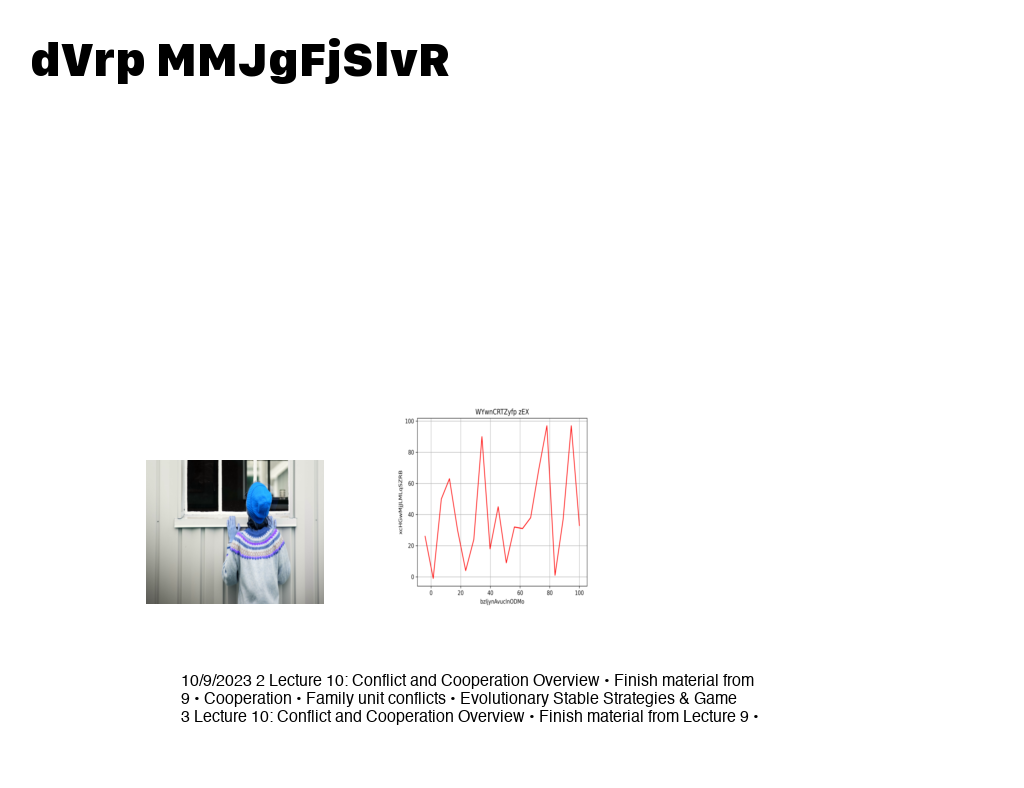 dVrp MMJgFjSlvR
WYwnCRTZyfp zEX
100
80
60
40
20
0
0 20 40 60 80 100
10/9/2023 2 Lecture 10: Conflict and Cooperation Overview • Finish material from
9 • Cooperation • Family unit conflicts • Evolutionary Stable Strategies & Game
3 Lecture 10: Conflict and Cooperation Overview • Finish material from Lecture 9 •